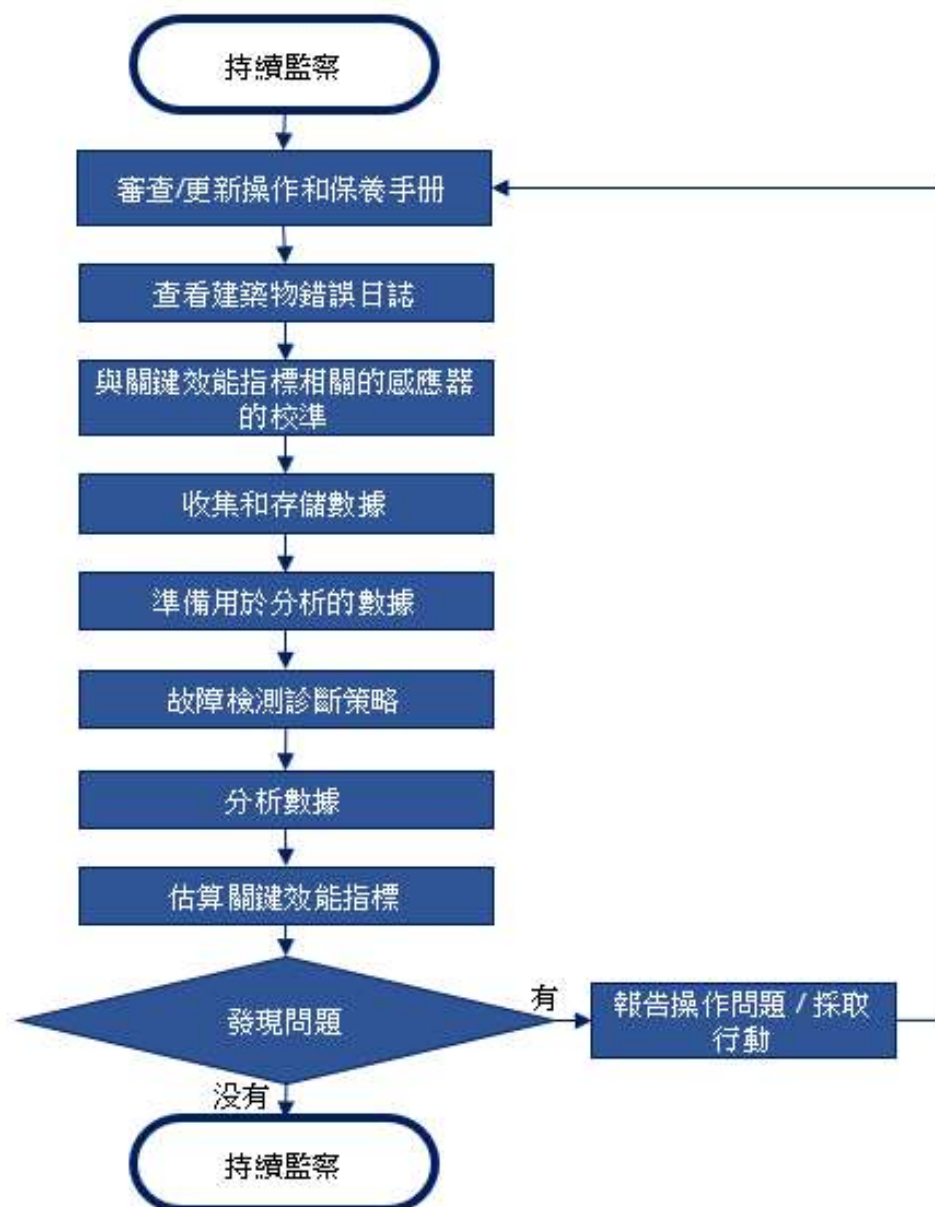 持續監察
審查/更新操作和保養手册
查看建築物錯誤日誌
與關鍵效能指標相關的感應器
的校準
收集和存儲數據
準備用於分析的數據
故障檢測診斷策略
分析數據
估算關鍵效能指標
發現問題
有
報告操作問題 / 採取
行動
没有
持續監察